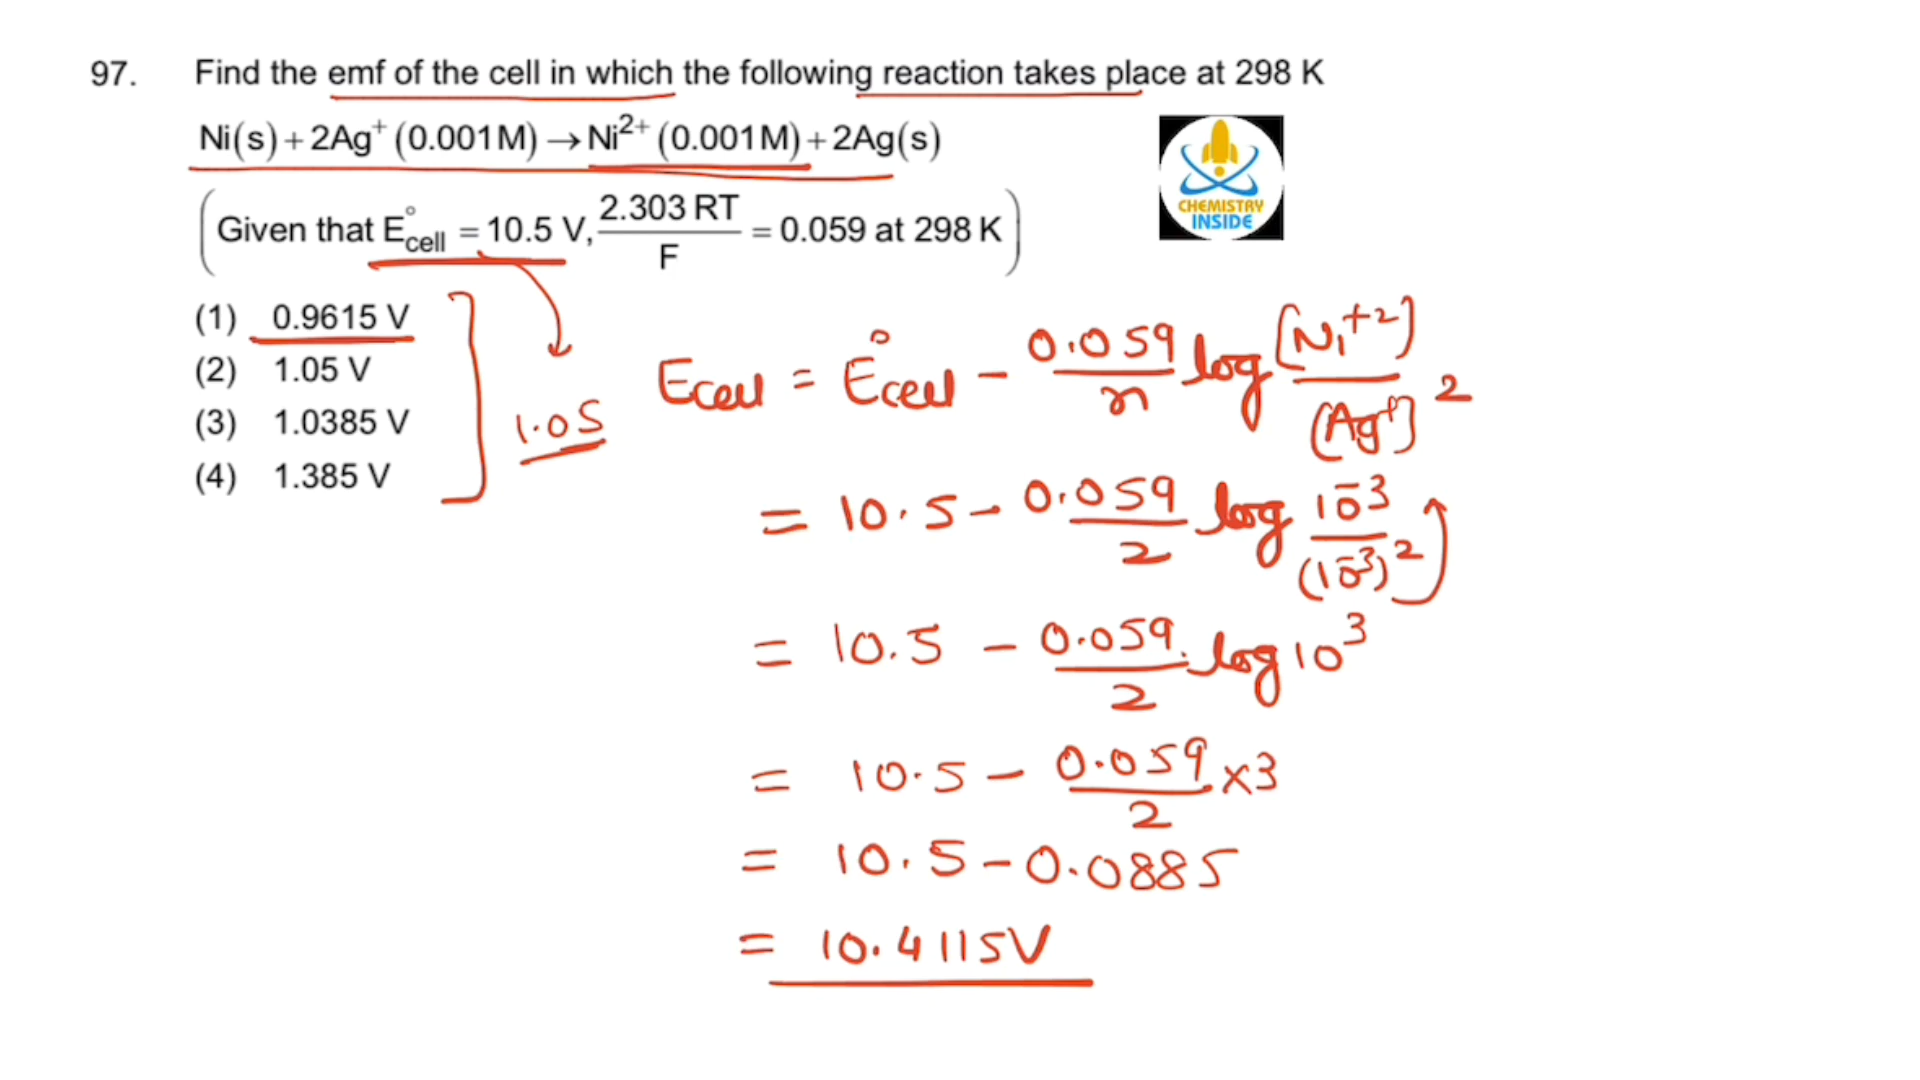 97. Find the emf of the cell in which the following reaction takes place at 298 K
Ni(s) + 2Ag⁺ (0.001 M) → Ni²⁺ (0.001 M) + 2Ag(s)
(Given that E°cell = 10.5 V, 2.303 RT / F = 0.059 at 298 K)
CHEMISTRY
INSIDE
(1) 0.9615 V
(2) 1.05 V
(3) 1.0385 V
(4) 1.385 V
1.05
Ecell = E°cell - 0.059/n log [Ni⁺²]/[Ag⁺]²
= 10.5 - 0.059/2 log 10⁻³/(10⁻³)²
= 10.5 - 0.059/2 log 10³
= 10.5 - 0.059/2 ×3
= 10.5 - 0.0885
= 10.4115V